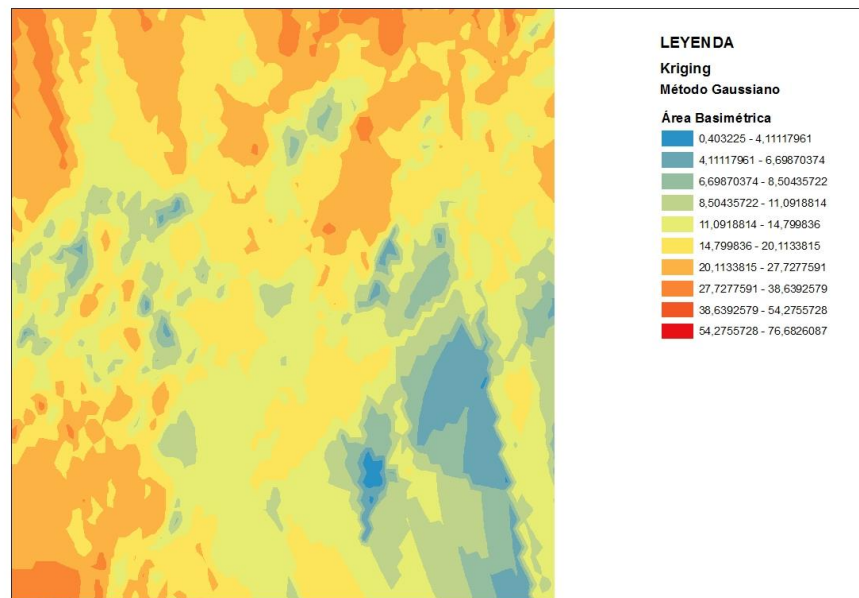 LEYENDA
Kriging
Método Gaussiano
Área Basimétrica
0,403225 - 4,11117961
4,11117961 - 6,69870374
6,69870374 - 8,50435722
8,50435722 - 11,0918814
11,0918814 - 14,799836
14,799836 - 20,1133815
20,1133815 - 27,7277591
27,7277591 - 38,6392579
38,6392579 - 54,2755728
54,2755728 - 76,6826087